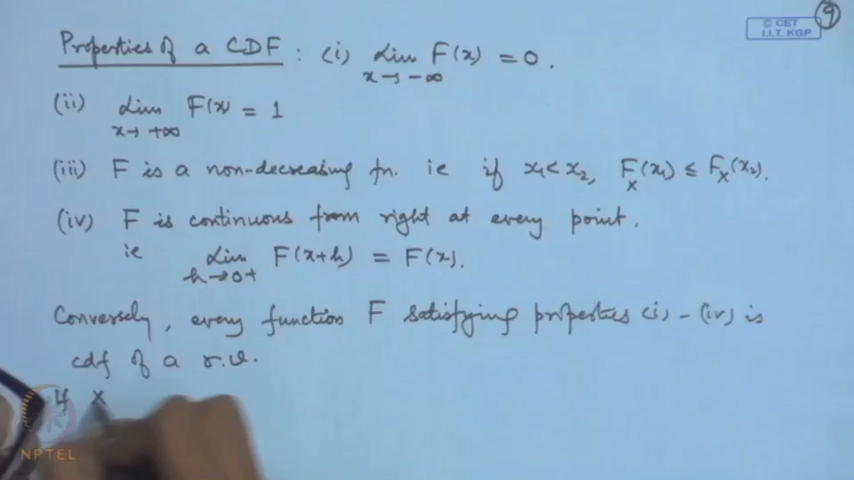 9
© CET
I.I.T. KGP
Properties of a CDF : (i) lim F(x) = 0.
x→ -∞
(ii) lim F(x) = 1
x→ +∞
(iii) F is a non-decreasing fn. ie if x₁<x₂, F_X(x₁) ≤ F_X(x₂).
(iv) F is continuous from right at every point.
ie lim F(x+h) = F(x).
h→0+
Conversely, every function F satisfying properties (i) - (iv) is
cdf of a r.v.
If X
NPTEL